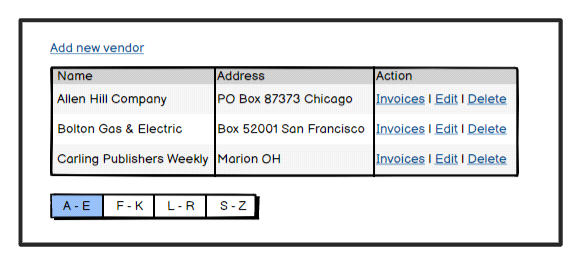 Add new vendor
Name Address Action
Allen Hill Company PO Box 87373 Chicago Invoices | Edit | Delete
Bolton Gas & Electric Box 52001 San Francisco Invoices | Edit | Delete
Carling Publishers Weekly Marion OH Invoices | Edit | Delete
A - E F - K L - R S - Z